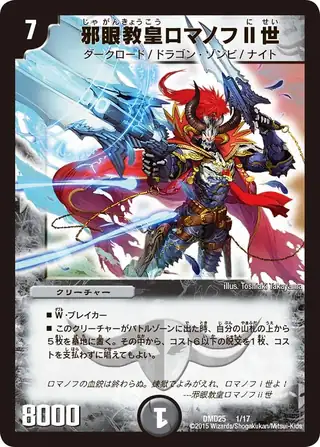 7
じゃがんきょうこう にせい
邪眼教皇ロマノフII世
ダークロード/ドラゴン・ゾンビ/ナイト
illus. Toshiaki Takayama
クリーチャー
■W・ブレイカー
■このクリーチャーがバトルゾーンに出た時、自分の山札の上から
5枚を墓地に置く。その中から、コスト6以下の呪文を1枚、コス
トを支払わずに唱えてもよい。
ロマノフの血統は終わらぬ。煉獄でよみがえれ、ロマノフI世よ!
---邪眼教皇ロマノフII世
8000
1
DMD25 1/17
©2015 Wizards/Shogakukan/Mitsui-Kids